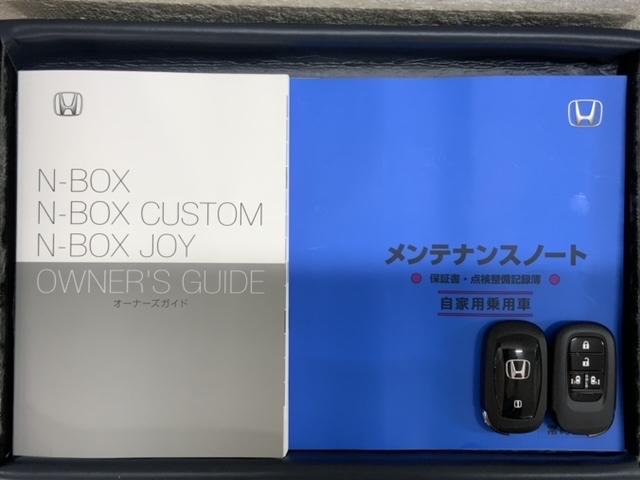 N-BOX
N-BOX CUSTOM
N-BOX JOY
OWNER'S GUIDE
オーナーズガイド
メンテナンスノート
保証書・点検整備記録簿
自家用乗用車